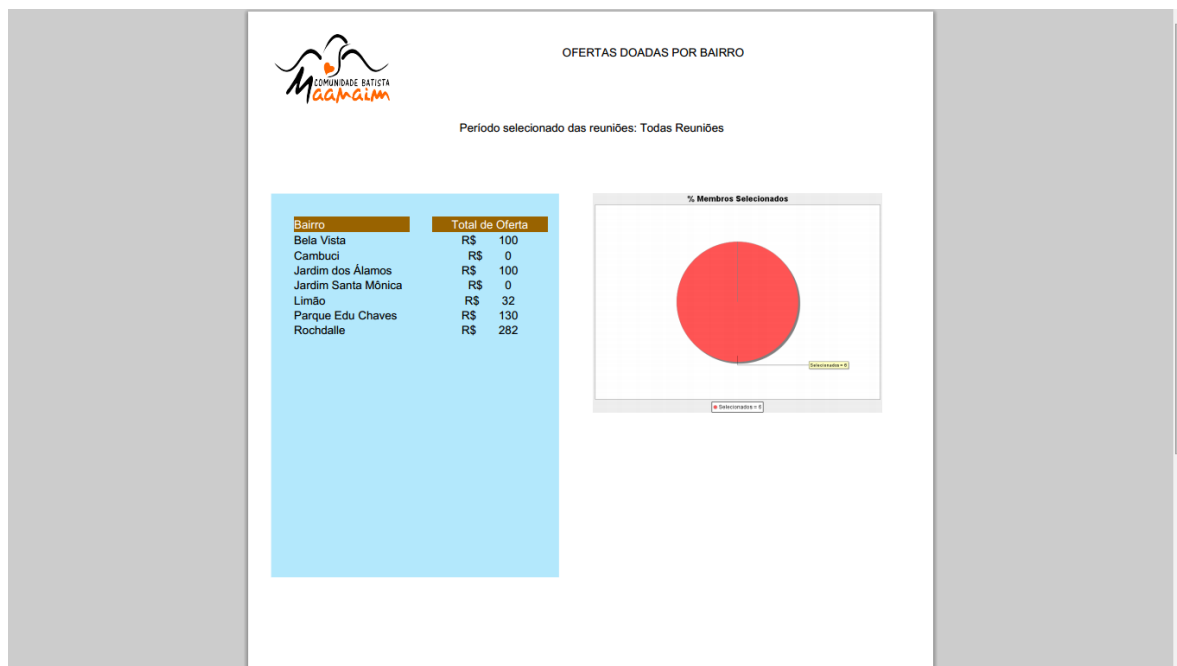 COMUNIDADE BATISTA
Maanaim
OFERTAS DOADAS POR BAIRRO
Período selecionado das reuniões: Todas Reuniões
Bairro Total de Oferta
Bela Vista R$ 100
Cambuci R$ 0
Jardim dos Álamos R$ 100
Jardim Santa Mônica R$ 0
Limão R$ 32
Parque Edu Chaves R$ 130
Rochdalle R$ 282
% Membros Selecionados
Selecionados = 6
Selecionados = 6